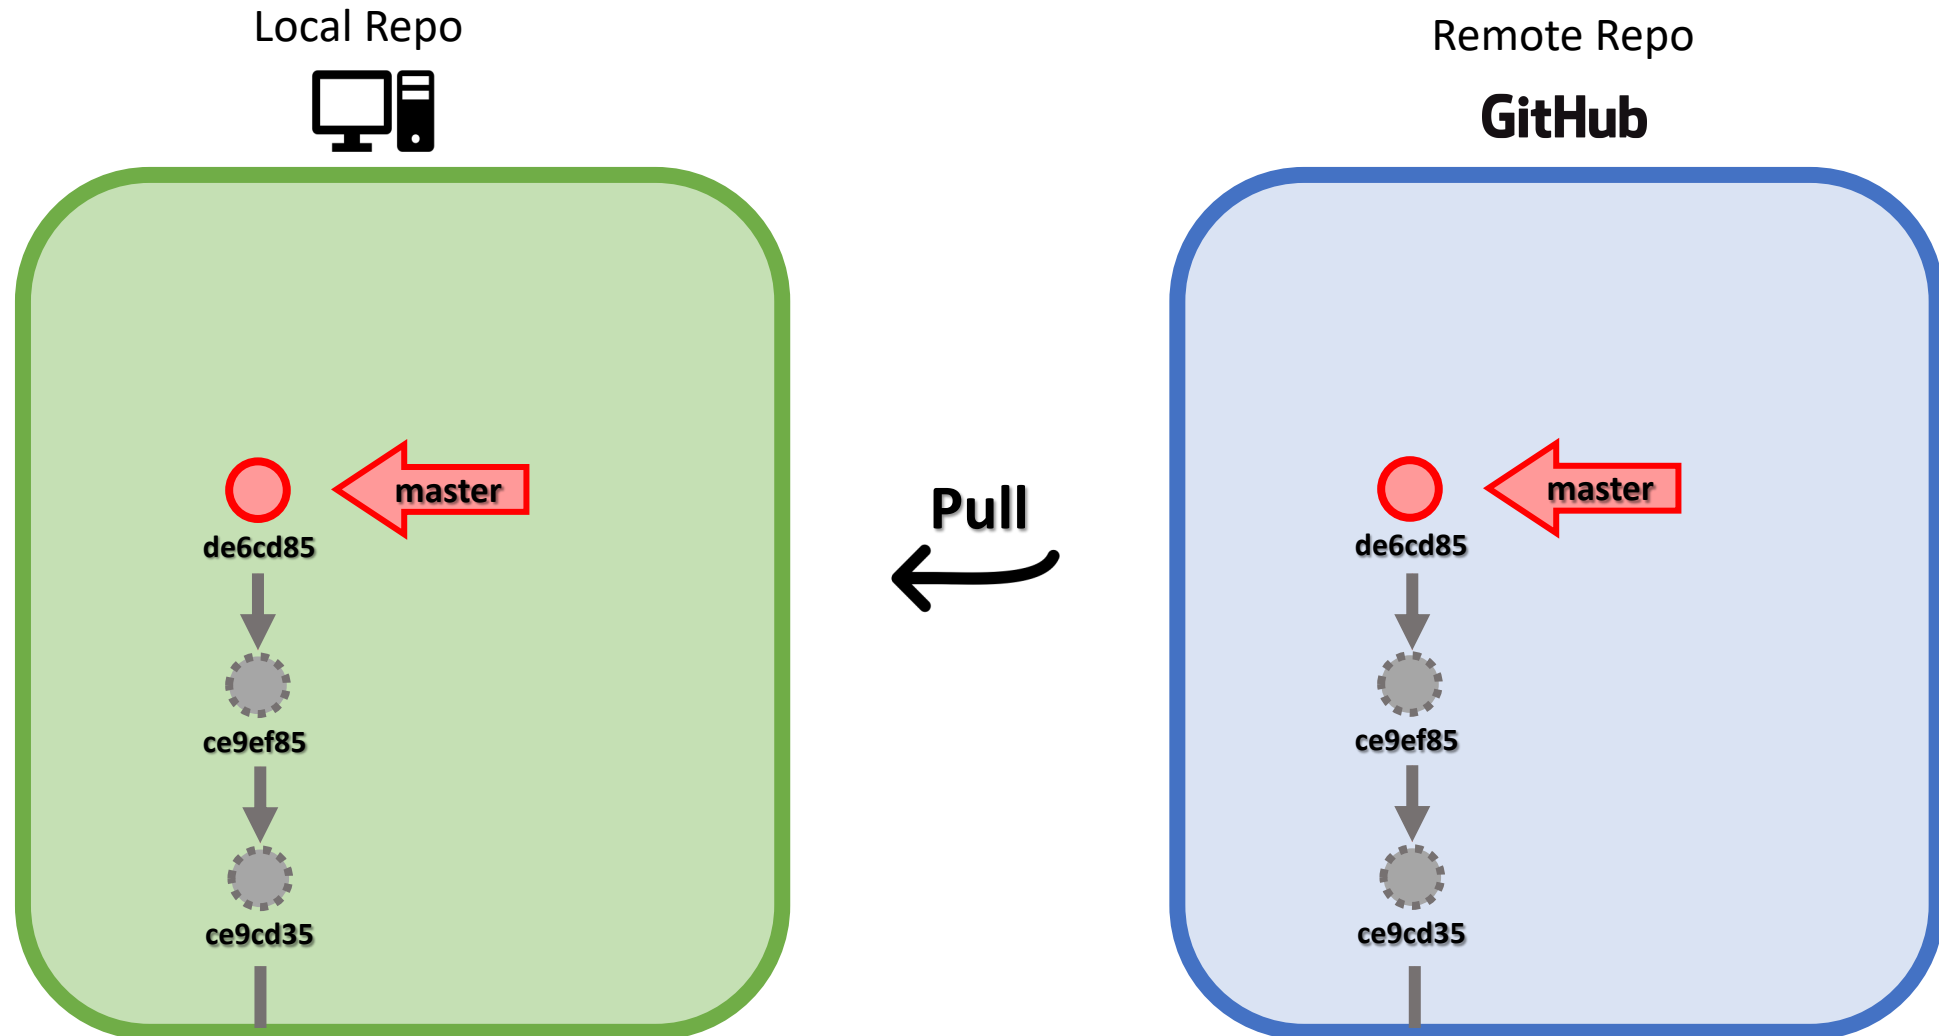 Local Repo
Remote Repo
GitHub
master
de6cd85
ce9ef85
ce9cd35
Pull
master
de6cd85
ce9ef85
ce9cd35